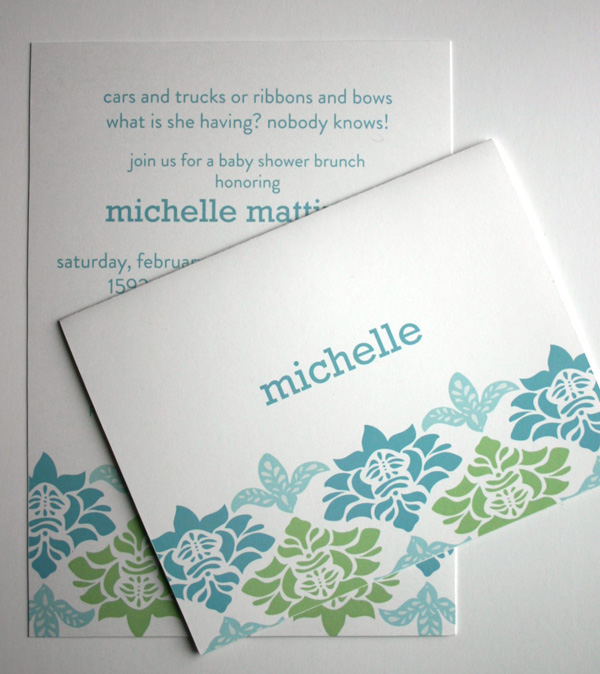 cars and trucks or ribbons and bows
what is she having? nobody knows!
join us for a baby shower brunch
honoring
michelle
saturday,
michelle